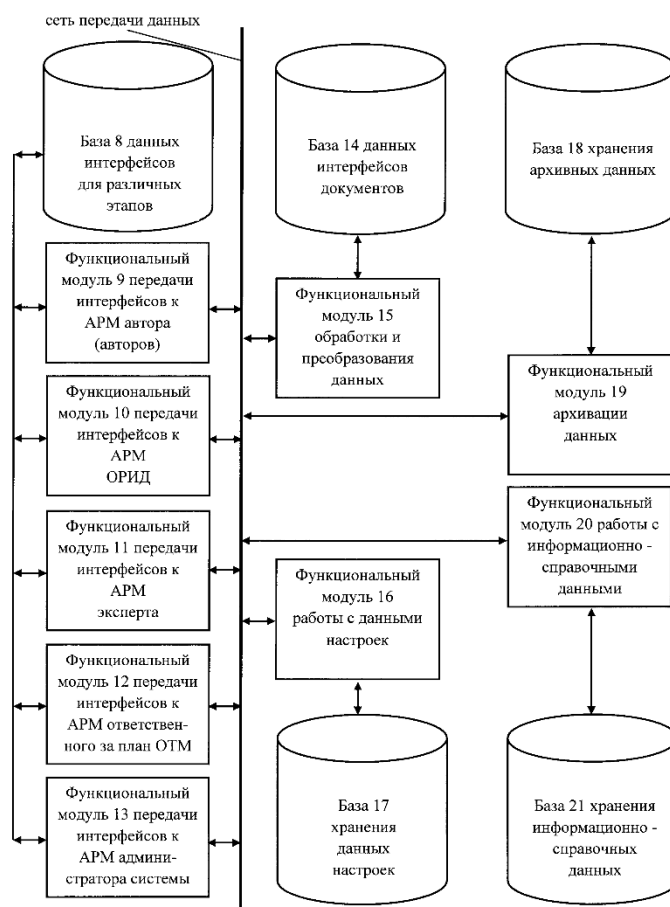 сеть передачи данных
База 8 данных
интерфейсов
для различных
этапов
Функциональный
модуль 9 передачи
интерфейсов к
АРМ автора
(авторов)
Функциональный
модуль 10 передачи
интерфейсов к
АРМ
ОРИД
Функциональный
модуль 11 передачи
интерфейсов к
АРМ
эксперта
Функциональный
модуль 12 передачи
интерфейсов к
АРМ ответствен-
ного за план ОТМ
Функциональный
модуль 13 передачи
интерфейсов к
АРМ админи-
стратора системы
База 14 данных
интерфейсов
документов
Функциональный
модуль 15
обработки и
преобразования
данных
Функциональный
модуль 16
работы с данными
настроек
База 17
хранения
данных
настроек
База 18 хранения
архивных данных
Функциональный
модуль 19
архивации
данных
Функциональный
модуль 20 работы с
информационно -
справочными
данными
База 21 хранения
информационно -
справочных
данных